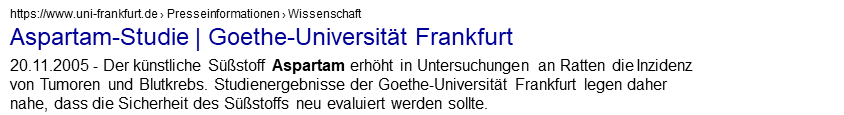 https://www.uni-frankfurt.de › Presseinformationen › Wissenschaft
Aspartam-Studie | Goethe-Universität Frankfurt
20.11.2005 - Der künstliche Süßstoff Aspartam erhöht in Untersuchungen an Ratten die Inzidenz
von Tumoren und Blutkrebs. Studienergebnisse der Goethe-Universität Frankfurt legen daher
nahe, dass die Sicherheit des Süßstoffs neu evaluiert werden sollte.